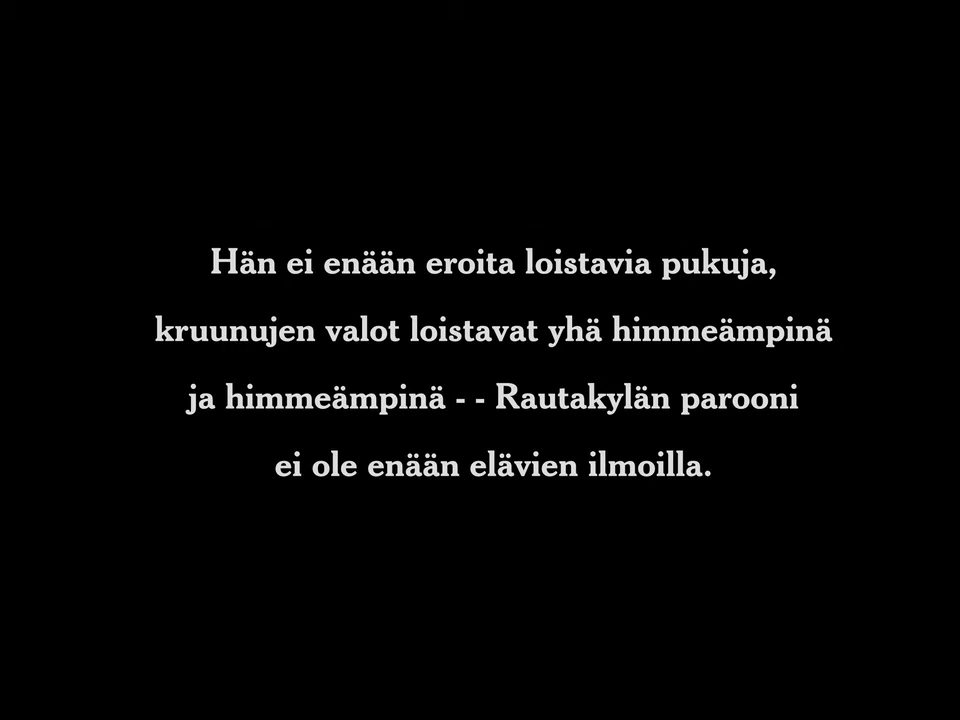 Hän ei enään eroita loistavia pukuja,
kruunujen valot loistavat yhä himmeämpinä
ja himmeämpinä - - Rautakylän parooni
ei ole enään elävien ilmoilla.